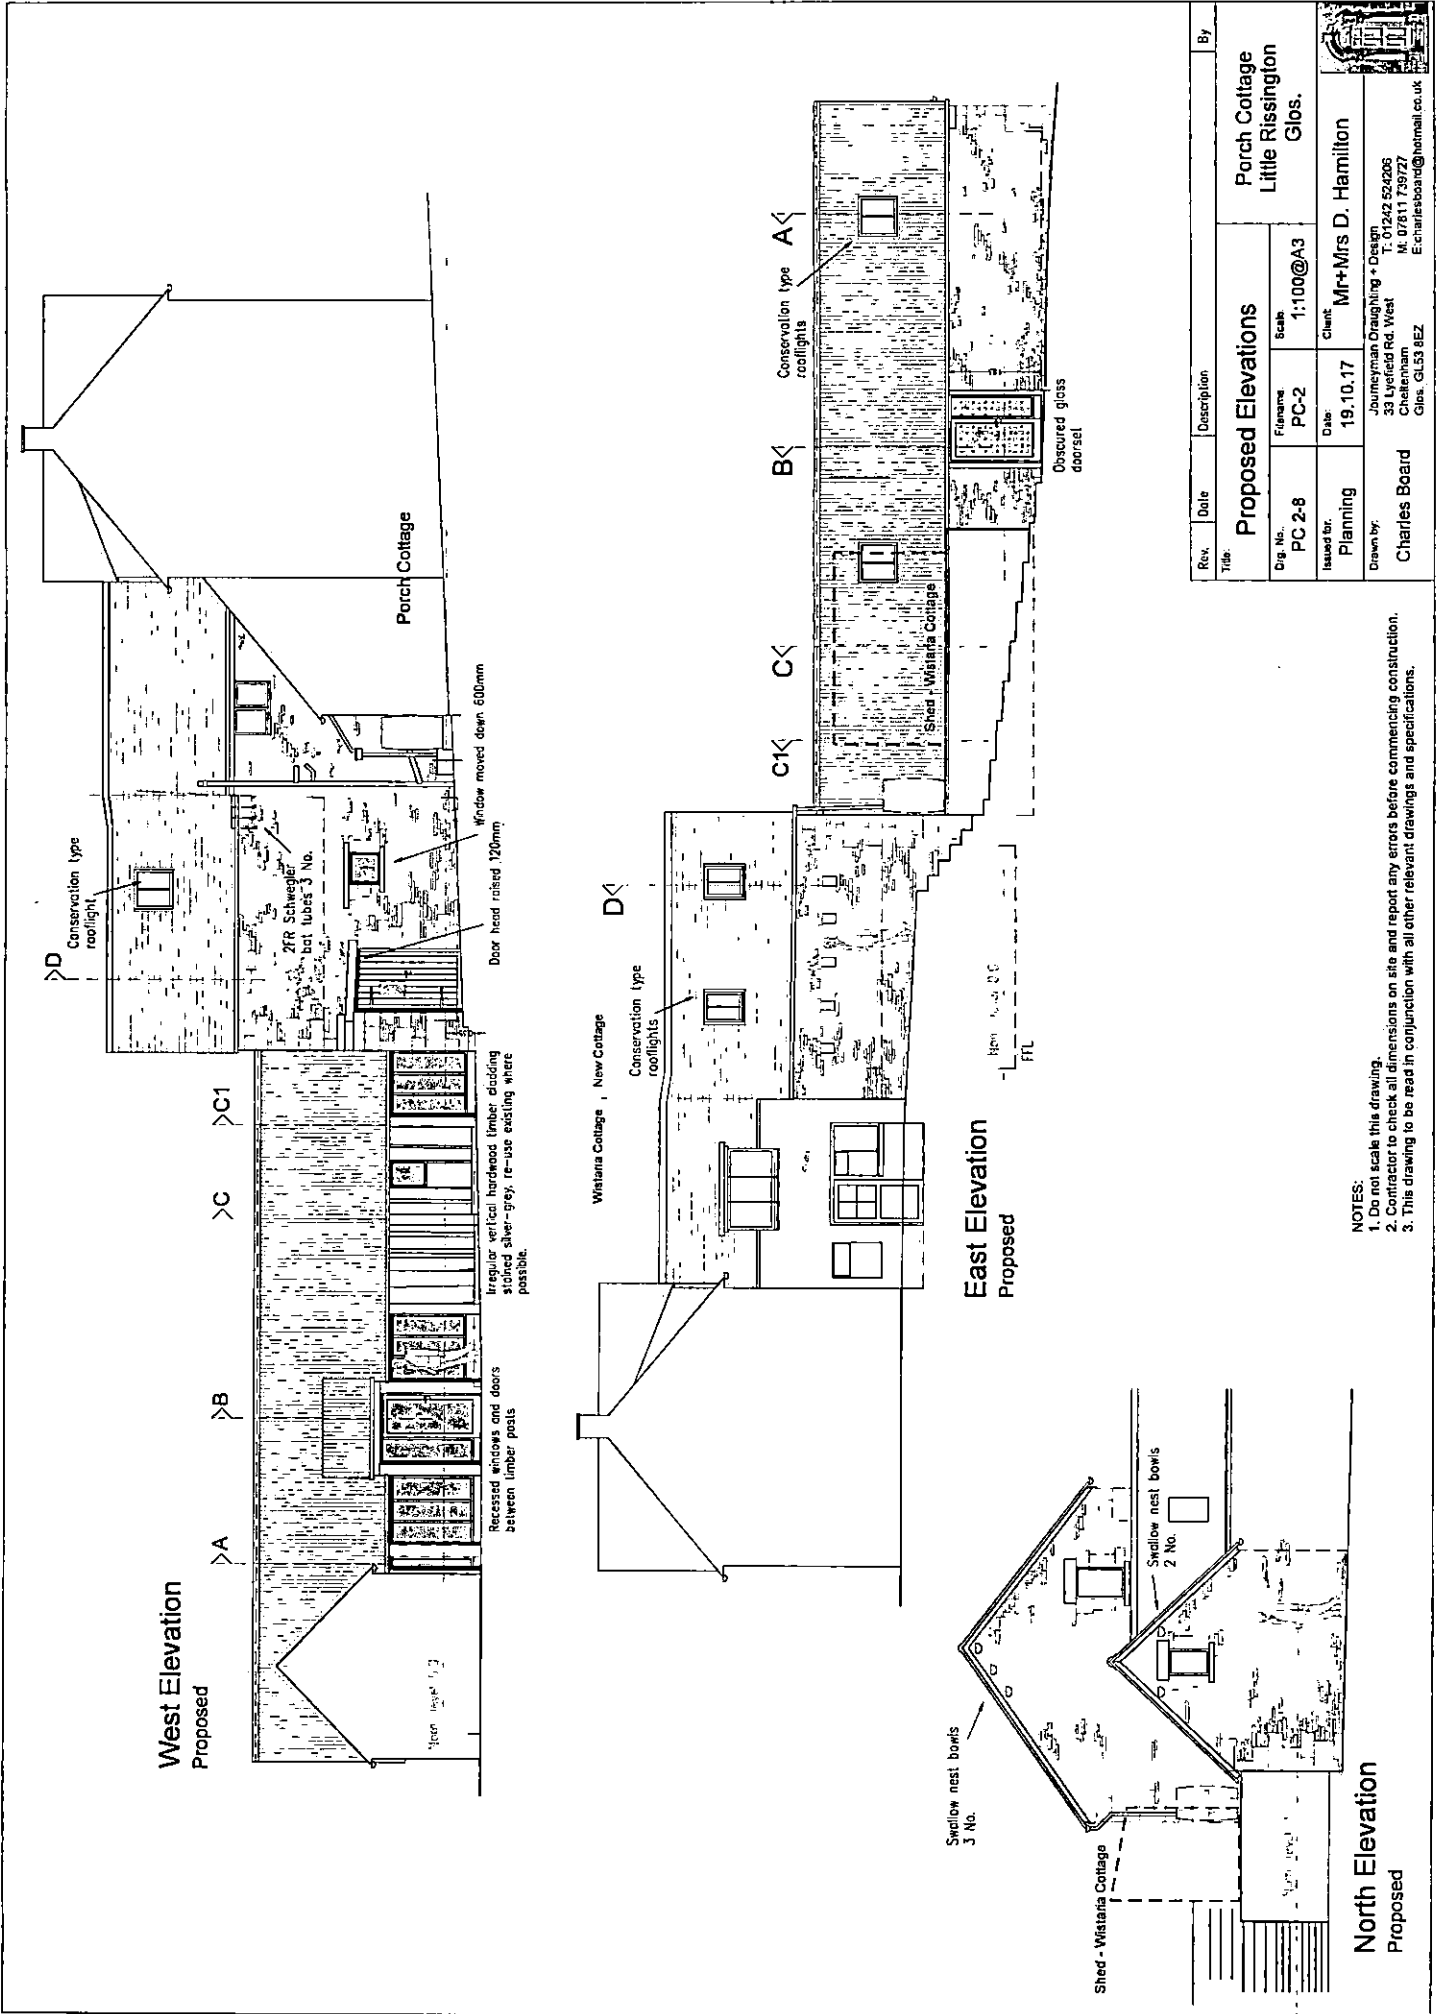 West Elevation
Proposed
>A
>B
>C
>C1
>D
Conservation type
rooflight
2FR Schwegler
bat tubes 3 No.
Porch Cottage
Window moved down 600mm
Door head raised 120mm
Irregular vertical hardwood timber cladding
stained silver-grey, re-use existing where
possible.
Recessed windows and doors
between timber posts
Wistaria Cottage
New Cottage
D<
Conservation type
rooflights
C1<
C<
B<
A<
Conservation type
rooflights
Shed - Wistaria Cottage
Obscured glass
doorset
FFL
East Elevation
Proposed
Swallow nest bowls
3 No.
Swallow nest bowls
2 No.
Shed - Wistaria Cottage
North Elevation
Proposed
NOTES:
1. Do not scale this drawing.
2. Contractor to check all dimensions on site and report any errors before commencing construction.
3. This drawing to be read in conjunction with all other relevant drawings and specifications.
Rev. Date Description By
Title:
Proposed Elevations
Porch Cottage
Little Rissington
Glos.
Drg. No. PC 2-8
Filename PC-2
Scale. 1:100@A3
Issued for. Planning
Date: 19.10.17
Client: Mr+Mrs D. Hamilton
Drawn by: Charles Board
Journeyman Draughting + Design
33 Lyefield Rd. West
Cheltenham
Glos. GL53 8EZ
T: 01242 524206
M: 07811 739727
E:charlesboard@hotmail.co.uk